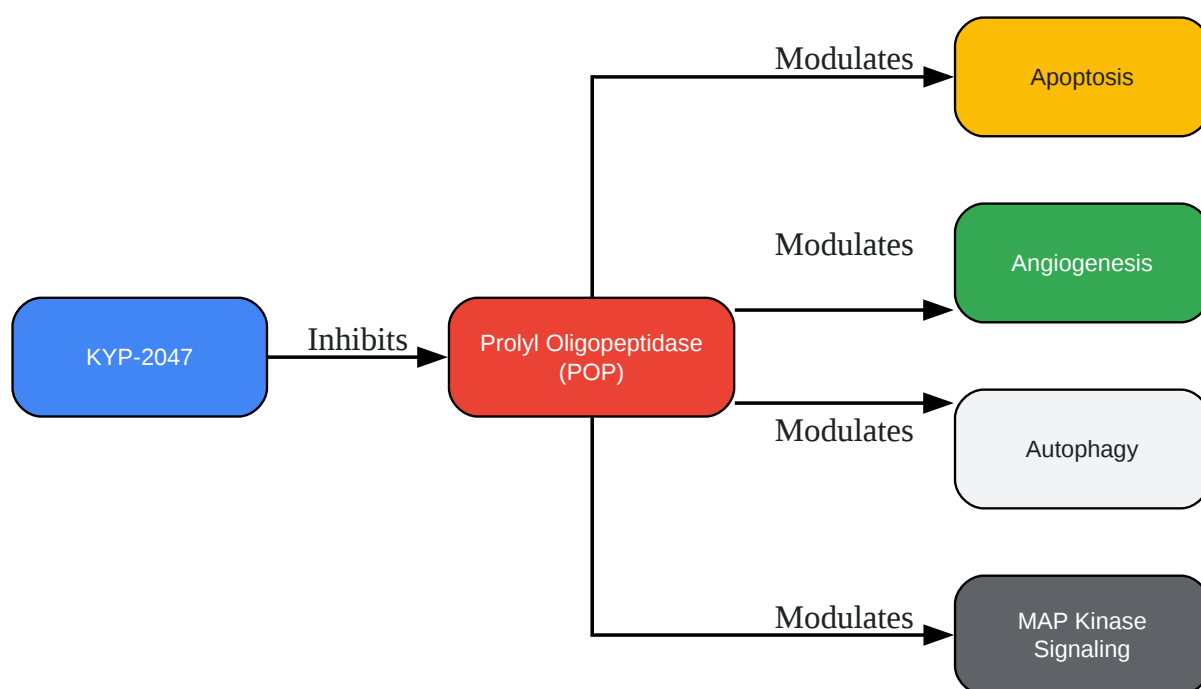 Modulates
Apoptosis
Modulates
Angiogenesis
KYP-2047
Inhibits
Prolyl Oligopeptidase
(POP)
Modulates
Autophagy
Modulates
MAP Kinase
Signaling